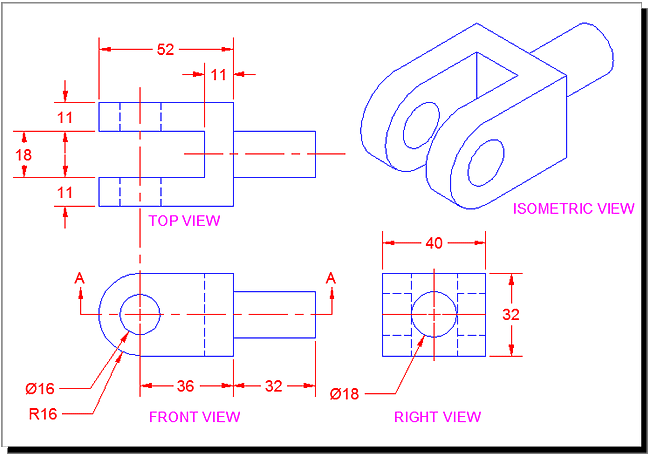 52
11
11
18
11
TOP VIEW
ISOMETRIC VIEW
40
A A
32
Ø16
36 32 Ø18
R16
FRONT VIEW RIGHT VIEW